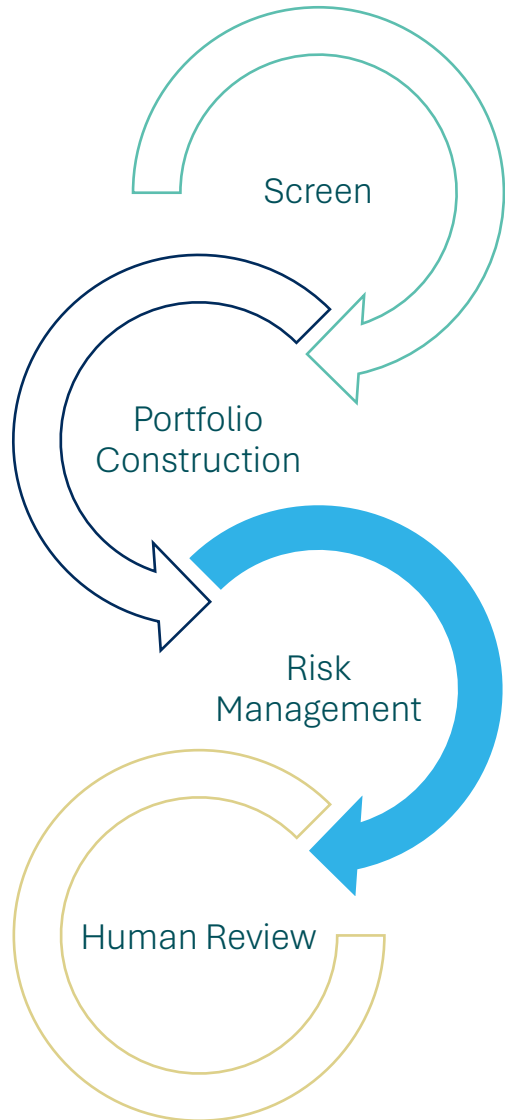 Screen
Portfolio
Construction
Risk
Management
Human Review